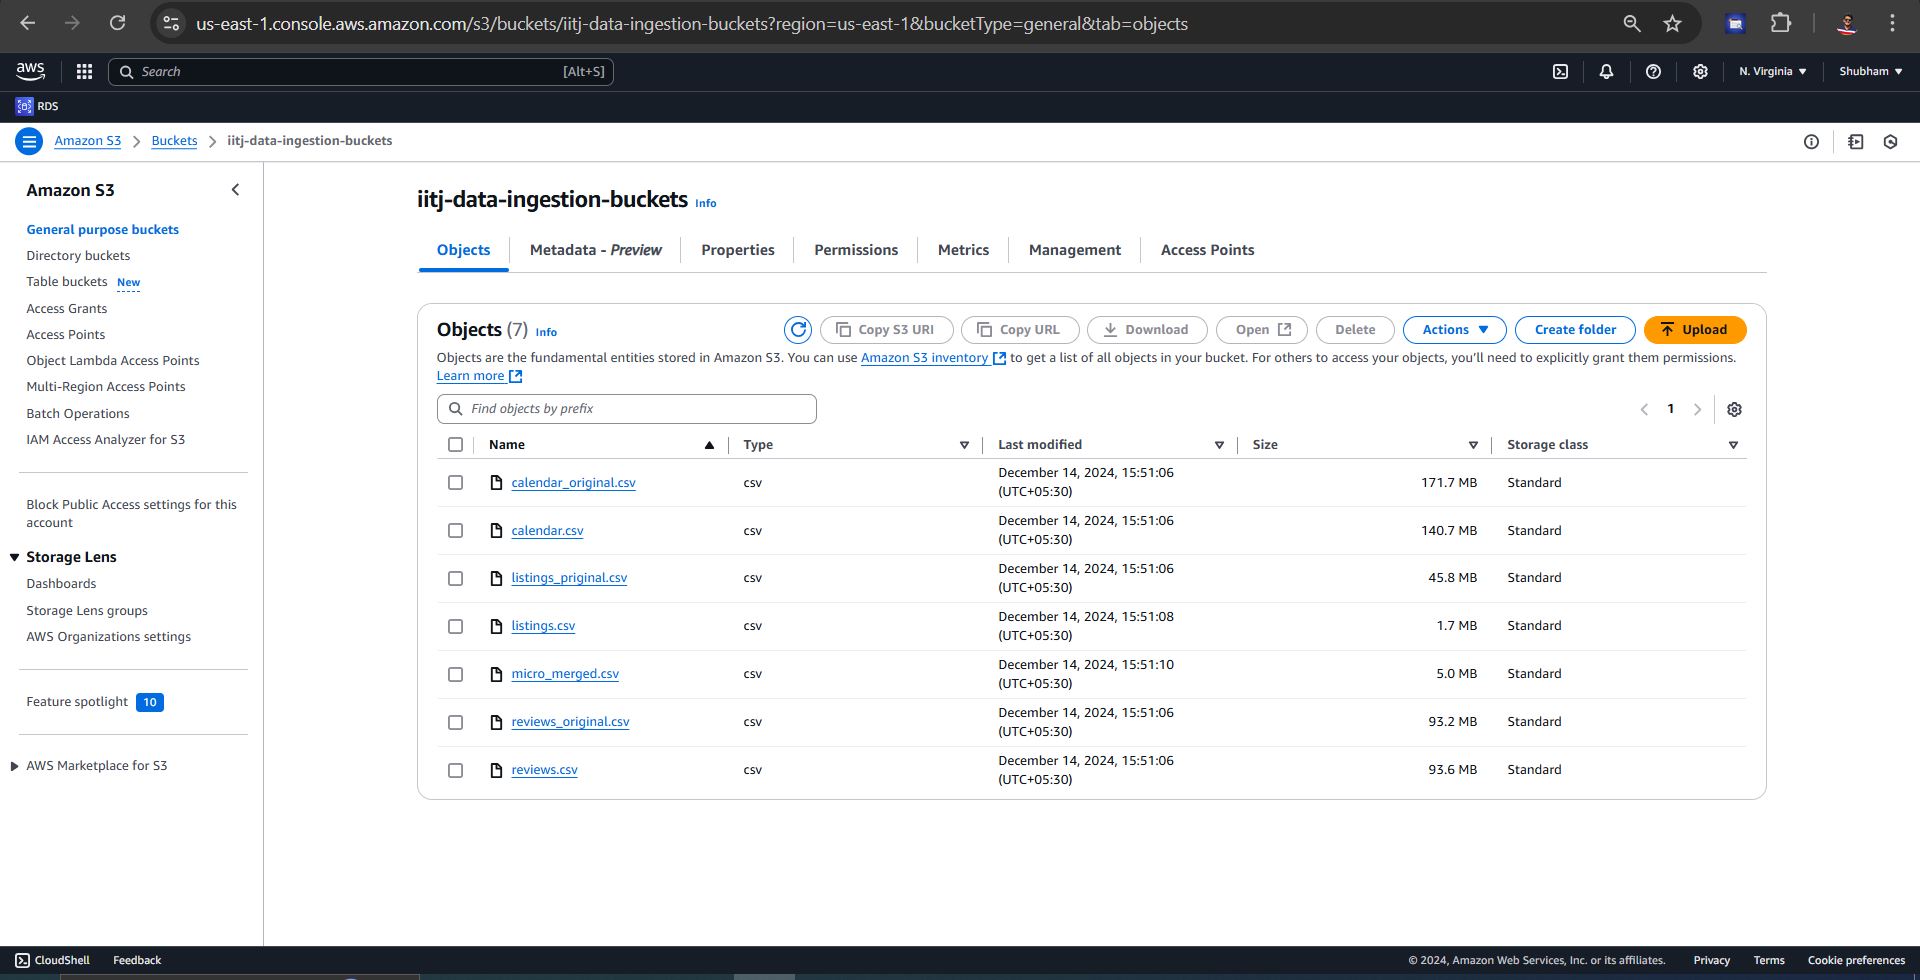 us-east-1.console.aws.amazon.com/s3/buckets/iitj-data-ingestion-buckets?region=us-east-1&bucketType=general&tab=objects
aws Search [Alt+S] N. Virginia Shubham
RDS
Amazon S3 Buckets iitj-data-ingestion-buckets
Amazon S3
General purpose buckets
Directory buckets
Table buckets New
Access Grants
Access Points
Object Lambda Access Points
Multi-Region Access Points
Batch Operations
IAM Access Analyzer for S3
Block Public Access settings for this
account
Storage Lens
Dashboards
Storage Lens groups
AWS Organizations settings
Feature spotlight 10
AWS Marketplace for S3
iitj-data-ingestion-buckets Info
Objects Metadata - Preview Properties Permissions Metrics Management Access Points
Objects (7) Info Copy S3 URI Copy URL Download Open Delete Actions Create folder Upload
Objects are the fundamental entities stored in Amazon S3. You can use Amazon S3 inventory to get a list of all objects in your bucket. For others to access your objects, you’ll need to explicitly grant them permissions.
Learn more
Find objects by prefix 1
Name Type Last modified Size Storage class
calendar_original.csv csv December 14, 2024, 15:51:06 (UTC+05:30) 171.7 MB Standard
calendar.csv csv December 14, 2024, 15:51:06 (UTC+05:30) 140.7 MB Standard
listings_priginal.csv csv December 14, 2024, 15:51:06 (UTC+05:30) 45.8 MB Standard
listings.csv csv December 14, 2024, 15:51:08 (UTC+05:30) 1.7 MB Standard
micro_merged.csv csv December 14, 2024, 15:51:10 (UTC+05:30) 5.0 MB Standard
reviews_original.csv csv December 14, 2024, 15:51:06 (UTC+05:30) 93.2 MB Standard
reviews.csv csv December 14, 2024, 15:51:06 (UTC+05:30) 93.6 MB Standard
CloudShell Feedback © 2024, Amazon Web Services, Inc. or its affiliates. Privacy Terms Cookie preferences